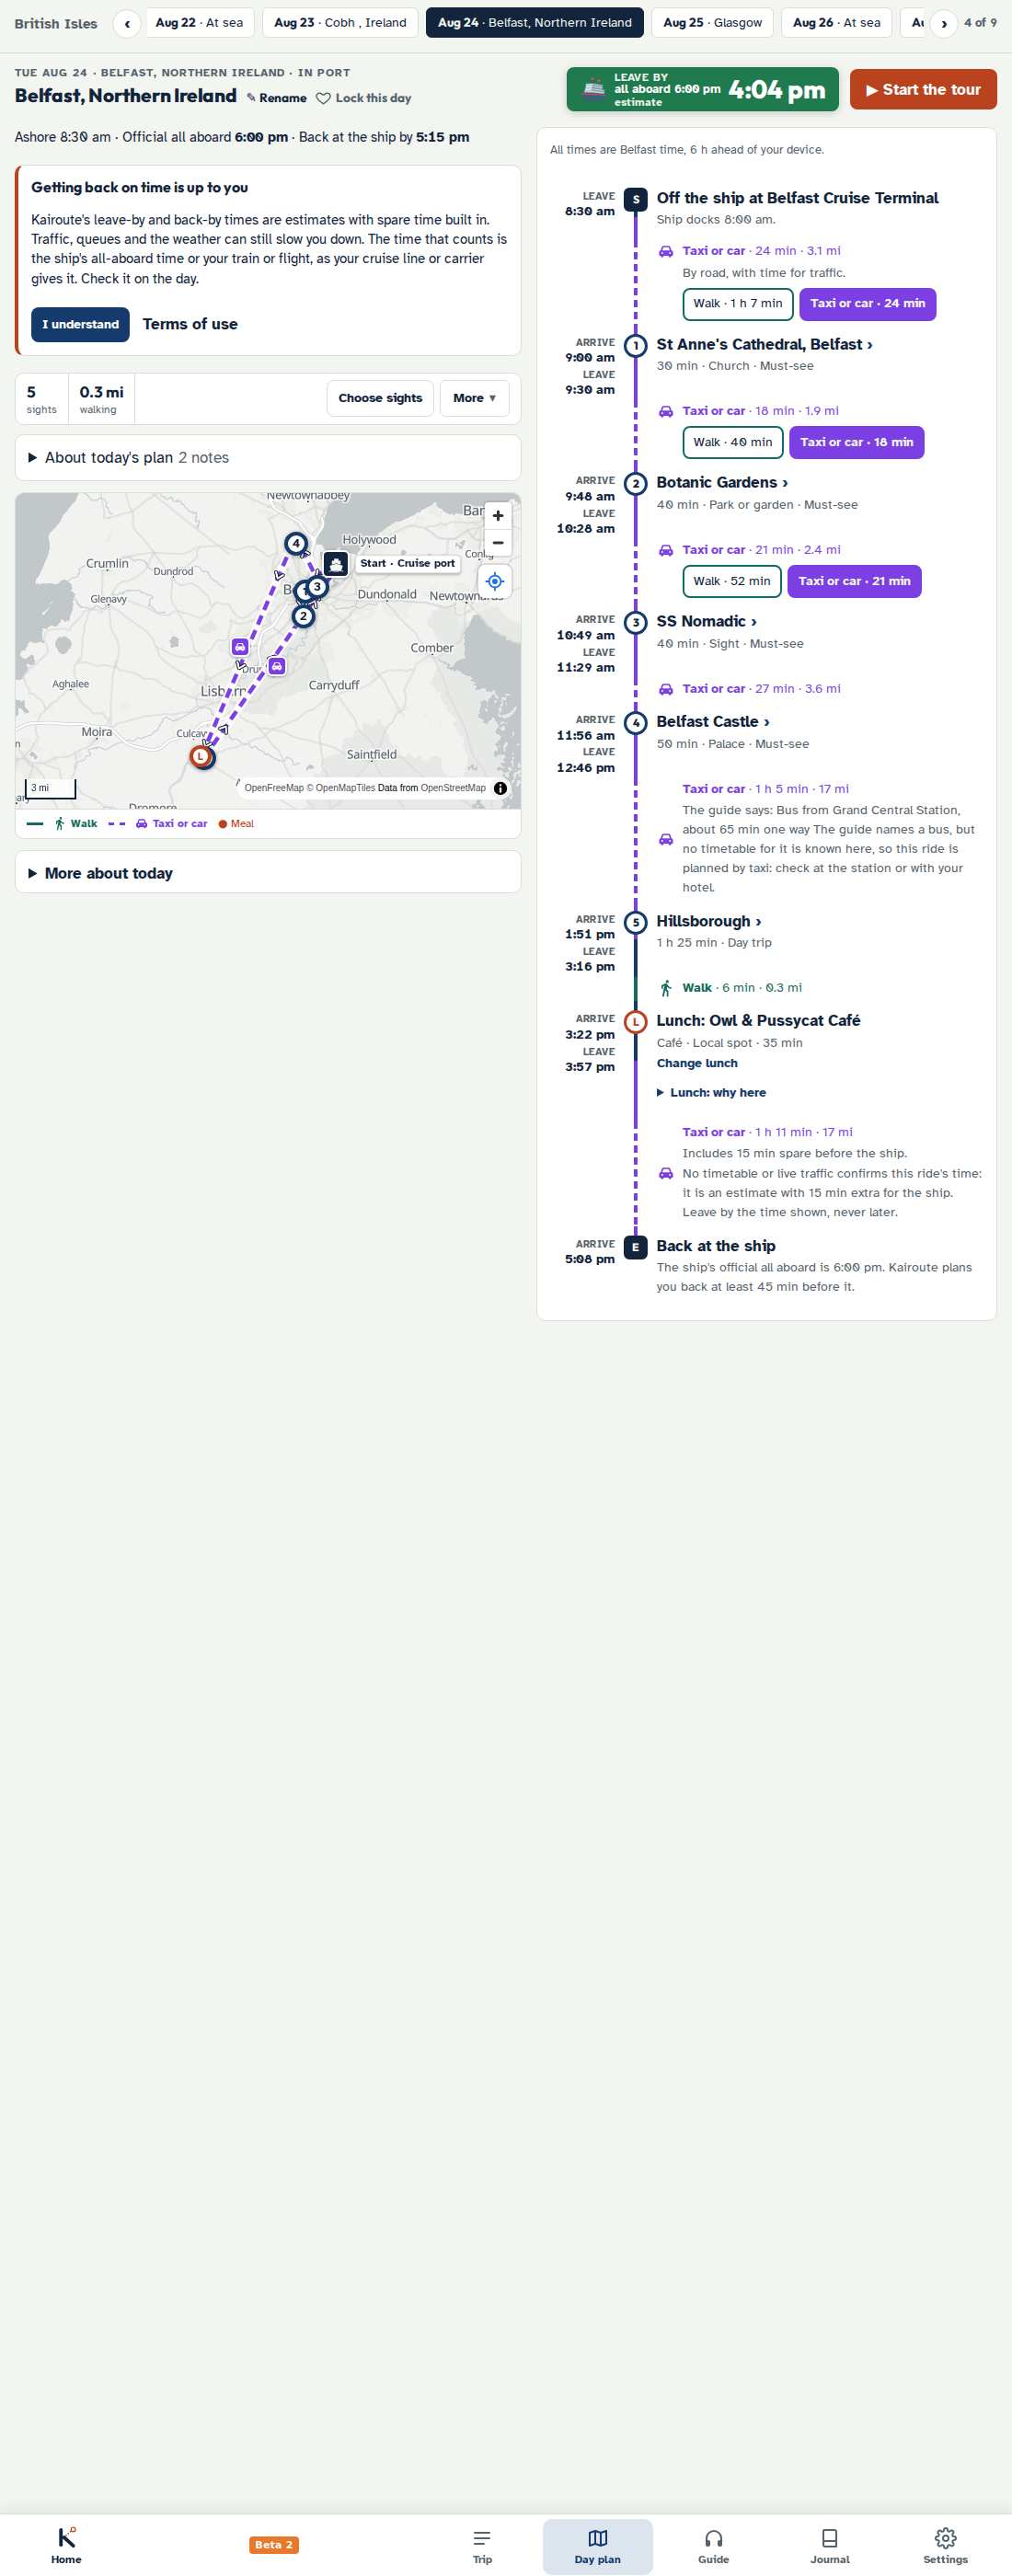 British Isles
‹
Aug 22 · At sea
Aug 23 · Cobh , Ireland
Aug 24 · Belfast, Northern Ireland
Aug 25 · Glasgow
Aug 26 · At sea
›
4 of 9
TUE AUG 24 · BELFAST, NORTHERN IRELAND · IN PORT
Belfast, Northern Ireland
✎ Rename
Lock this day
LEAVE BY
all aboard 6:00 pm
estimate
4:04 pm
▶ Start the tour
Ashore 8:30 am · Official all aboard 6:00 pm · Back at the ship by 5:15 pm
Getting back on time is up to you
Kairoute's leave-by and back-by times are estimates with spare time built in.
Traffic, queues and the weather can still slow you down. The time that counts is
the ship's all-aboard time or your train or flight, as your cruise line or carrier
gives it. Check it on the day.
I understand
Terms of use
5
sights
0.3 mi
walking
Choose sights
More ▼
▶ About today's plan 2 notes
Newtownabbey
Holywood
Crumlin
Dundrod
Glenavy
Start · Cruise port
Dundonald
Comber
Aghalee
Lisburn
Carryduff
Moira
Saintfield
Dromore
4
3
2
L
+
−
3 mi
OpenFreeMap © OpenMapTiles Data from OpenStreetMap
Walk
Taxi or car
Meal
▶ More about today
All times are Belfast time, 6 h ahead of your device.
LEAVE
8:30 am
S
Off the ship at Belfast Cruise Terminal
Ship docks 8:00 am.
Taxi or car · 24 min · 3.1 mi
By road, with time for traffic.
Walk · 1 h 7 min
Taxi or car · 24 min
ARRIVE
9:00 am
LEAVE
9:30 am
1
St Anne's Cathedral, Belfast ›
30 min · Church · Must-see
Taxi or car · 18 min · 1.9 mi
Walk · 40 min
Taxi or car · 18 min
ARRIVE
9:48 am
LEAVE
10:28 am
2
Botanic Gardens ›
40 min · Park or garden · Must-see
Taxi or car · 21 min · 2.4 mi
Walk · 52 min
Taxi or car · 21 min
ARRIVE
10:49 am
LEAVE
11:29 am
3
SS Nomadic ›
40 min · Sight · Must-see
Taxi or car · 27 min · 3.6 mi
ARRIVE
11:56 am
LEAVE
12:46 pm
4
Belfast Castle ›
50 min · Palace · Must-see
Taxi or car · 1 h 5 min · 17 mi
The guide says: Bus from Grand Central Station,
about 65 min one way The guide names a bus, but
no timetable for it is known here, so this ride is
planned by taxi: check at the station or with your
hotel.
ARRIVE
1:51 pm
LEAVE
3:16 pm
5
Hillsborough ›
1 h 25 min · Day trip
Walk · 6 min · 0.3 mi
ARRIVE
3:22 pm
LEAVE
3:57 pm
L
Lunch: Owl & Pussycat Café
Café · Local spot · 35 min
Change lunch
▶ Lunch: why here
Taxi or car · 1 h 11 min · 17 mi
Includes 15 min spare before the ship.
No timetable or live traffic confirms this ride's time:
it is an estimate with 15 min extra for the ship.
Leave by the time shown, never later.
ARRIVE
5:08 pm
E
Back at the ship
The ship's official all aboard is 6:00 pm. Kairoute plans
you back at least 45 min before it.
Home
Beta 2
Trip
Day plan
Guide
Journal
Settings